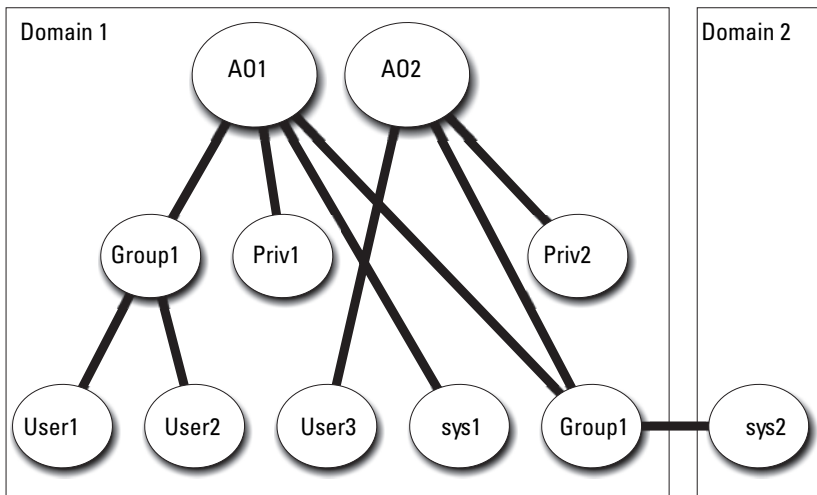 Domain 1
Domain 2
AO1
AO2
Group1
Priv1
Priv2
User1
User2
User3
sys1
Group1
sys2